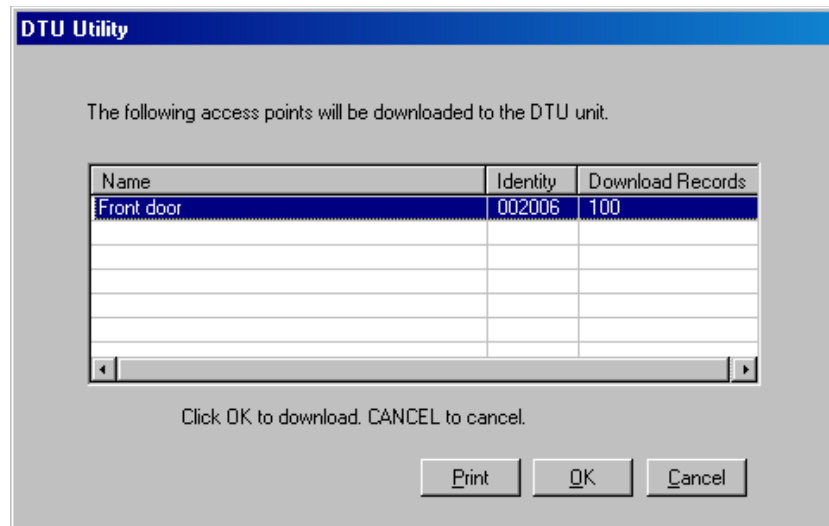 DTU Utility
The following access points will be downloaded to the DTU unit.
Name Identity Download Records
Front door 002006 100
Click OK to download. CANCEL to cancel.
Print OK Cancel